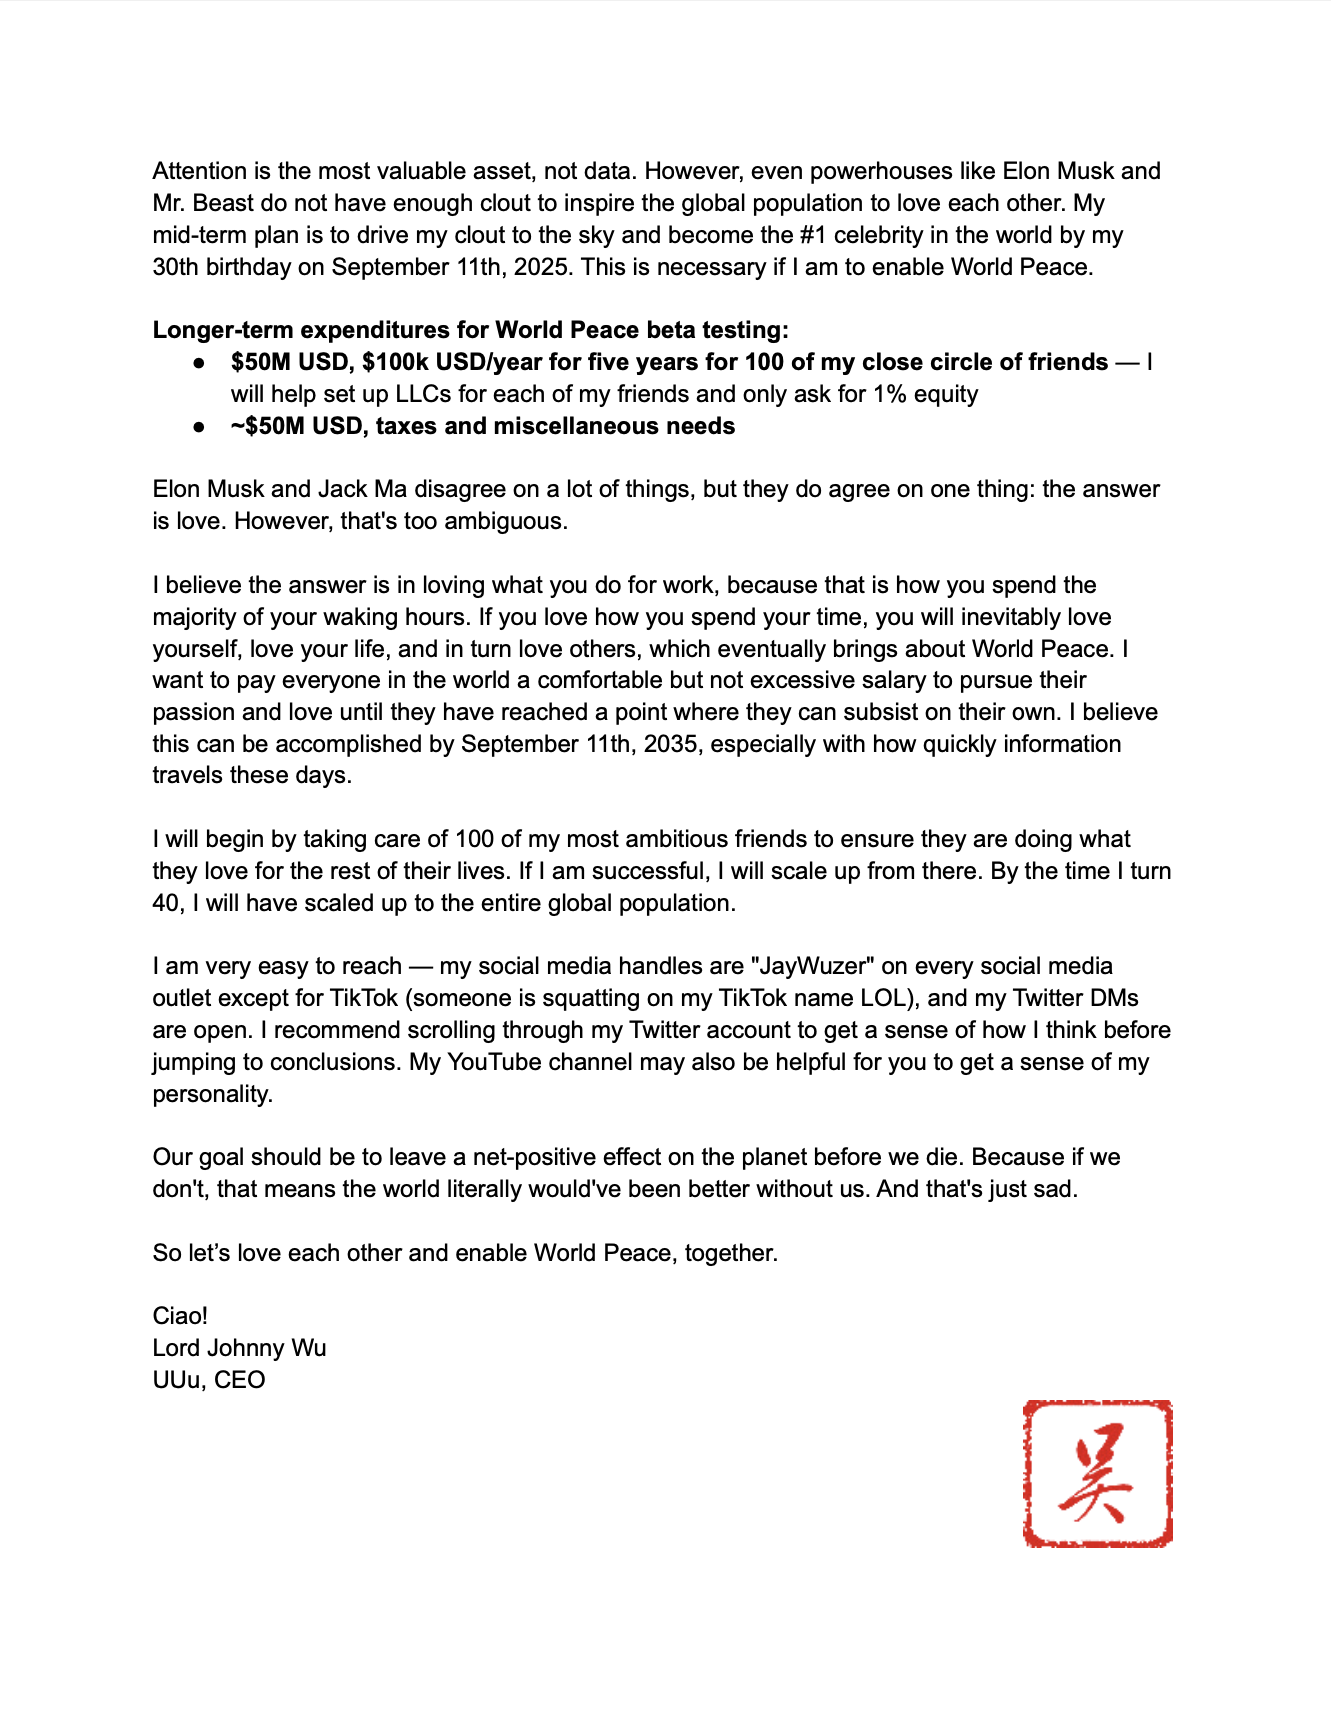 Attention is the most valuable asset, not data. However, even powerhouses like Elon Musk and
Mr. Beast do not have enough clout to inspire the global population to love each other. My
mid-term plan is to drive my clout to the sky and become the #1 celebrity in the world by my
30th birthday on September 11th, 2025. This is necessary if I am to enable World Peace.
Longer-term expenditures for World Peace beta testing:
● $50M USD, $100k USD/year for five years for 100 of my close circle of friends — I
will help set up LLCs for each of my friends and only ask for 1% equity
● ~$50M USD, taxes and miscellaneous needs
Elon Musk and Jack Ma disagree on a lot of things, but they do agree on one thing: the answer
is love. However, that's too ambiguous.
I believe the answer is in loving what you do for work, because that is how you spend the
majority of your waking hours. If you love how you spend your time, you will inevitably love
yourself, love your life, and in turn love others, which eventually brings about World Peace. I
want to pay everyone in the world a comfortable but not excessive salary to pursue their
passion and love until they have reached a point where they can subsist on their own. I believe
this can be accomplished by September 11th, 2035, especially with how quickly information
travels these days.
I will begin by taking care of 100 of my most ambitious friends to ensure they are doing what
they love for the rest of their lives. If I am successful, I will scale up from there. By the time I turn
40, I will have scaled up to the entire global population.
I am very easy to reach — my social media handles are "JayWuzer" on every social media
outlet except for TikTok (someone is squatting on my TikTok name LOL), and my Twitter DMs
are open. I recommend scrolling through my Twitter account to get a sense of how I think before
jumping to conclusions. My YouTube channel may also be helpful for you to get a sense of my
personality.
Our goal should be to leave a net-positive effect on the planet before we die. Because if we
don't, that means the world literally would've been better without us. And that's just sad.
So let’s love each other and enable World Peace, together.
Ciao!
Lord Johnny Wu
UUu, CEO
吴